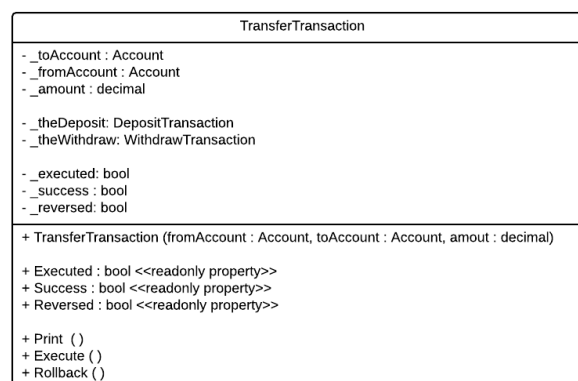 TransferTransaction
- _toAccount : Account
- _fromAccount : Account
- _amount : decimal
- _theDeposit: DepositTransaction
- _theWithdraw: WithdrawTransaction
- _executed: bool
- _success : bool
- _reversed: bool
+ TransferTransaction (fromAccount : Account, toAccount : Account, amout : decimal)
+ Executed : bool <<readonly property>>
+ Success : bool <<readonly property>>
+ Reversed : bool <<readonly property>>
+ Print ( )
+ Execute ( )
+ Rollback ( )